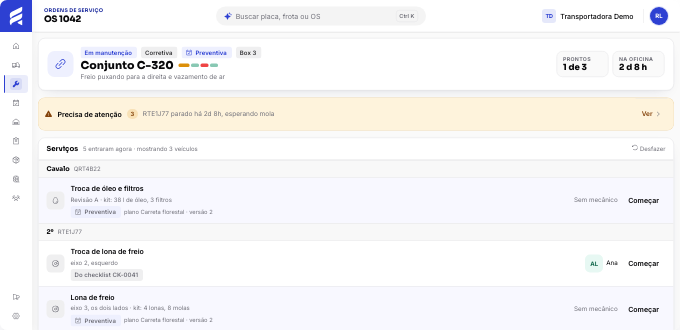 ORDENS DE SERVIÇO
OS 1042
Buscar placa, frota ou OS
Ctrl K
TD
Transportadora Demo
RL
Em manutenção
Corretiva
Preventiva
Box 3
Conjunto C-320
Freio puxando para a direita e vazamento de ar
PRONTOS
1 de 3
NA OFICINA
2 d 8 h
Precisa de atenção
3
RTE1J77 parado há 2d 8h, esperando mola
Ver
Serviços
5 entraram agora · mostrando 3 veículos
Desfazer
Cavalo QRT4B22
Troca de óleo e filtros
Revisão A · kit: 38 l de óleo, 3 filtros
Preventiva plano Carreta florestal · versão 2
Sem mecânico
Começar
2º RTE1J77
Troca de lona de freio
eixo 2, esquerdo
Do checklist CK-0041
AL
Ana
Começar
Lona de freio
eixo 3, os dois lados · kit: 4 lonas, 8 molas
Preventiva plano Carreta florestal · versão 2
Sem mecânico
Começar